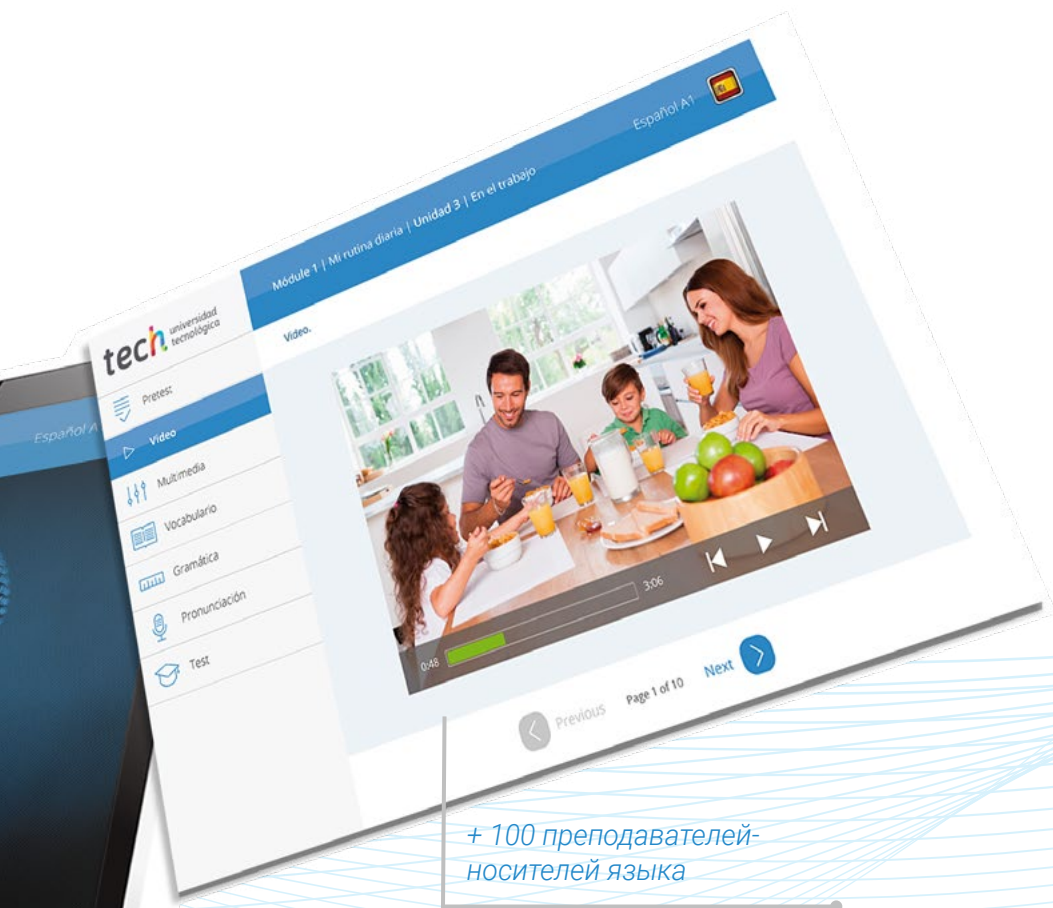 Español A1
Módule 1 | Mi rutina diaria | Unidad 3 | En el trabajo
tech universidad
tecnológica
Video.
Pretest
Video
Multimedia
Vocabulario
Gramática
Pronunciación
Test
0:48
3:06
Previous
Page 1 of 10
Next
Español A
+ 100 преподавателей-
носителей языка